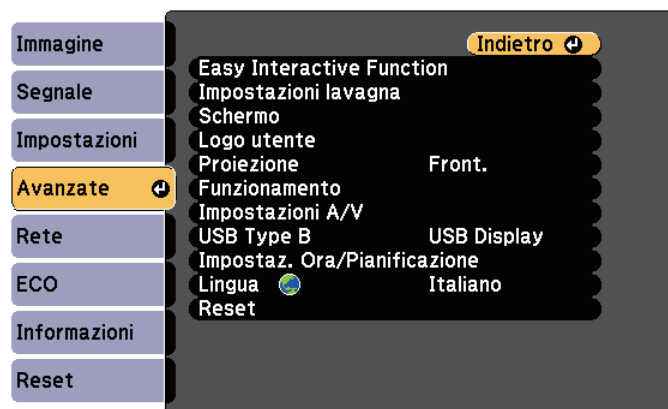 Immagine
Segnale
Impostazioni
Avanzate
Rete
ECO
Informazioni
Reset
Indietro
Easy Interactive Function
Impostazioni lavagna
Schermo
Logo utente
Proiezione Front.
Funzionamento
Impostazioni A/V
USB Type B USB Display
Impostaz. Ora/Pianificazione
Lingua Italiano
Reset